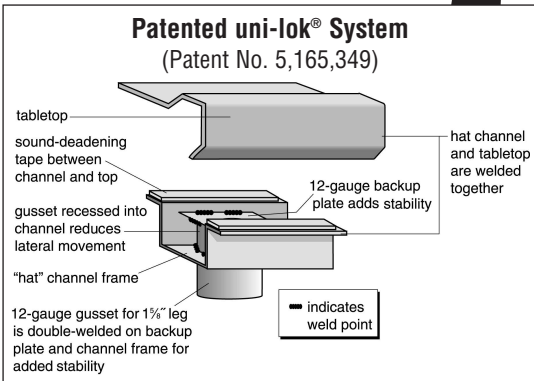 Patented uni-lok® System
(Patent No. 5,165,349)
tabletop
sound-deadening
tape between
channel and top
gusset recessed into
channel reduces
lateral movement
“hat” channel frame
12-gauge gusset for 1⅝˝ leg
is double-welded on backup
plate and channel frame for
added stability
12-gauge backup
plate adds stability
hat channel
and tabletop
are welded
together
indicates
weld point